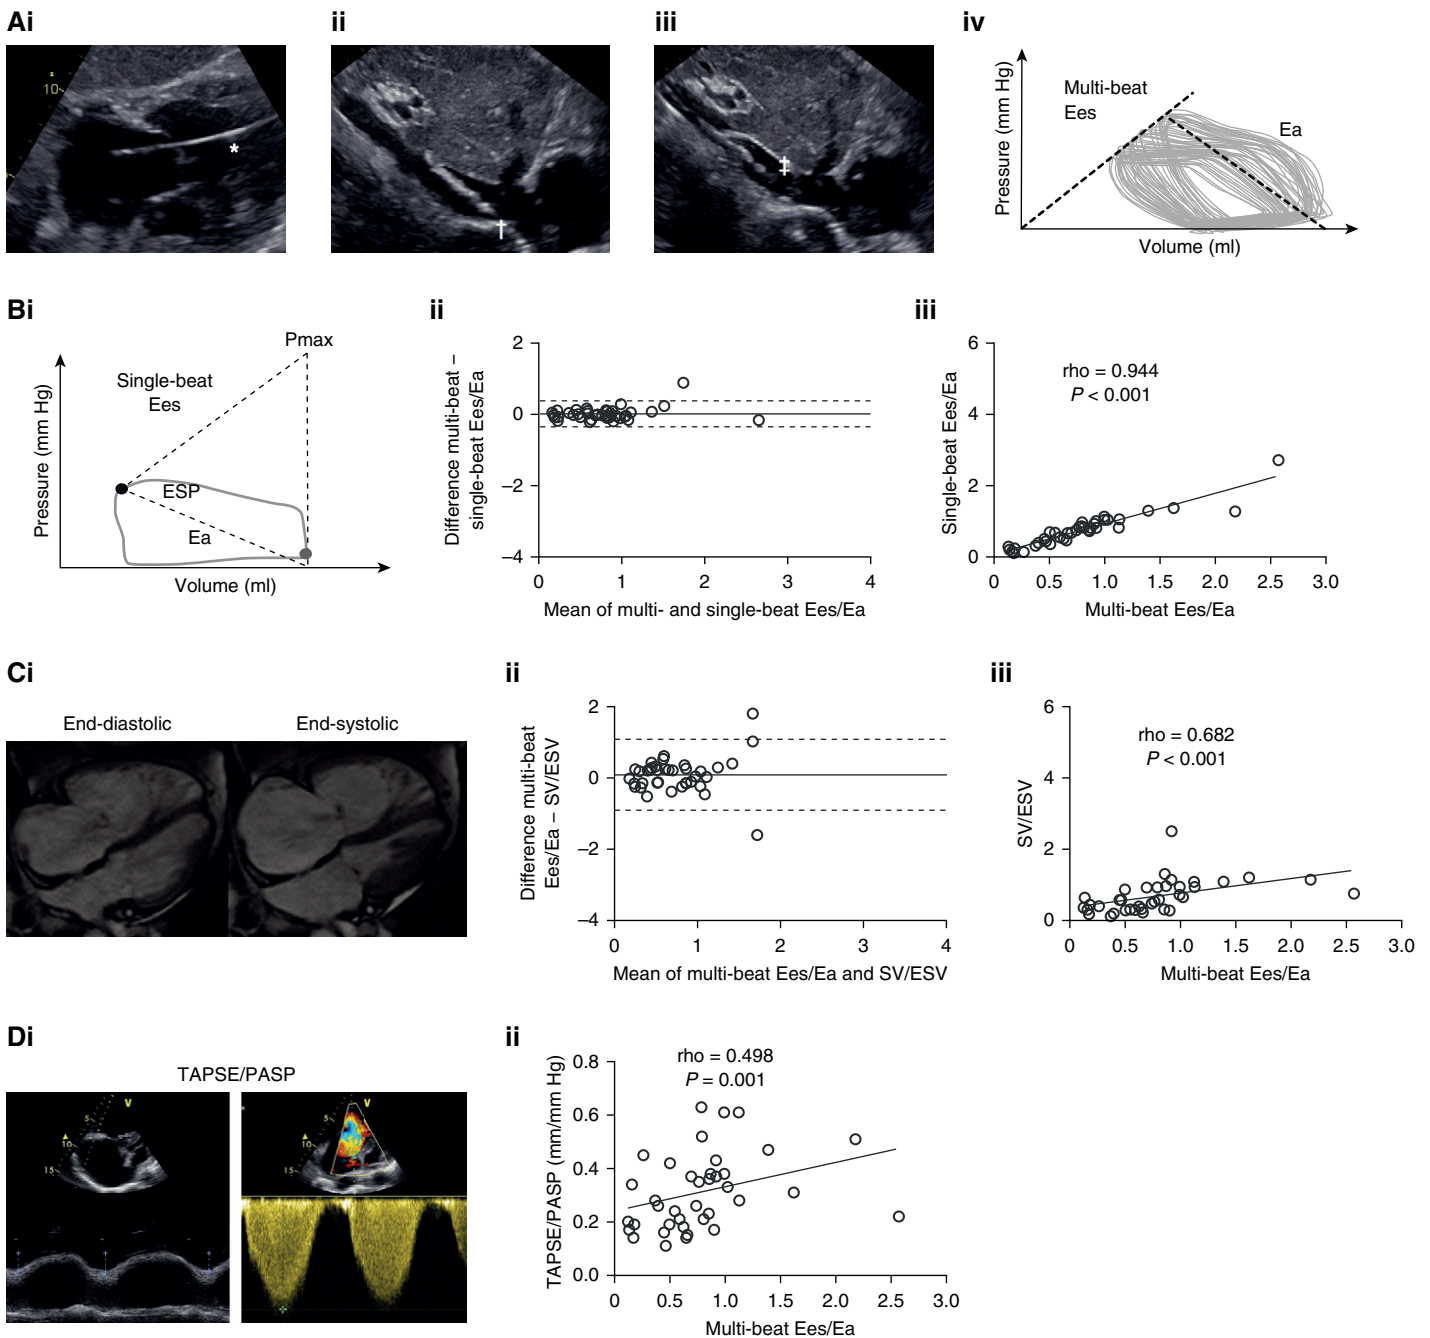 Ai
ii
iii
iv
10
*
†
‡
Pressure (mm Hg)
Multi-beat
Ees
Ea
Volume (ml)
Bi
ii
iii
Pressure (mm Hg)
Single-beat
Ees
Pmax
ESP
Ea
Volume (ml)
Difference multi-beat –
single-beat Ees/Ea
2
0
–2
–4
0 1 2 3 4
Mean of multi- and single-beat Ees/Ea
Single-beat Ees/Ea
6
4
2
0
rho = 0.944
P < 0.001
0 0.5 1.0 1.5 2.0 2.5 3.0
Multi-beat Ees/Ea
Ci
ii
iii
End-diastolic
End-systolic
Difference multi-beat
Ees/Ea – SV/ESV
2
0
–2
–4
0 1 2 3 4
Mean of multi-beat Ees/Ea and SV/ESV
SV/ESV
6
4
2
0
rho = 0.682
P < 0.001
0 0.5 1.0 1.5 2.0 2.5 3.0
Multi-beat Ees/Ea
Di
ii
TAPSE/PASP
V
5
10
15
V
5
10
15
TAPSE/PASP (mm/mm Hg)
0.8
0.6
0.4
0.2
0.0
rho = 0.498
P = 0.001
0 0.5 1.0 1.5 2.0 2.5 3.0
Multi-beat Ees/Ea